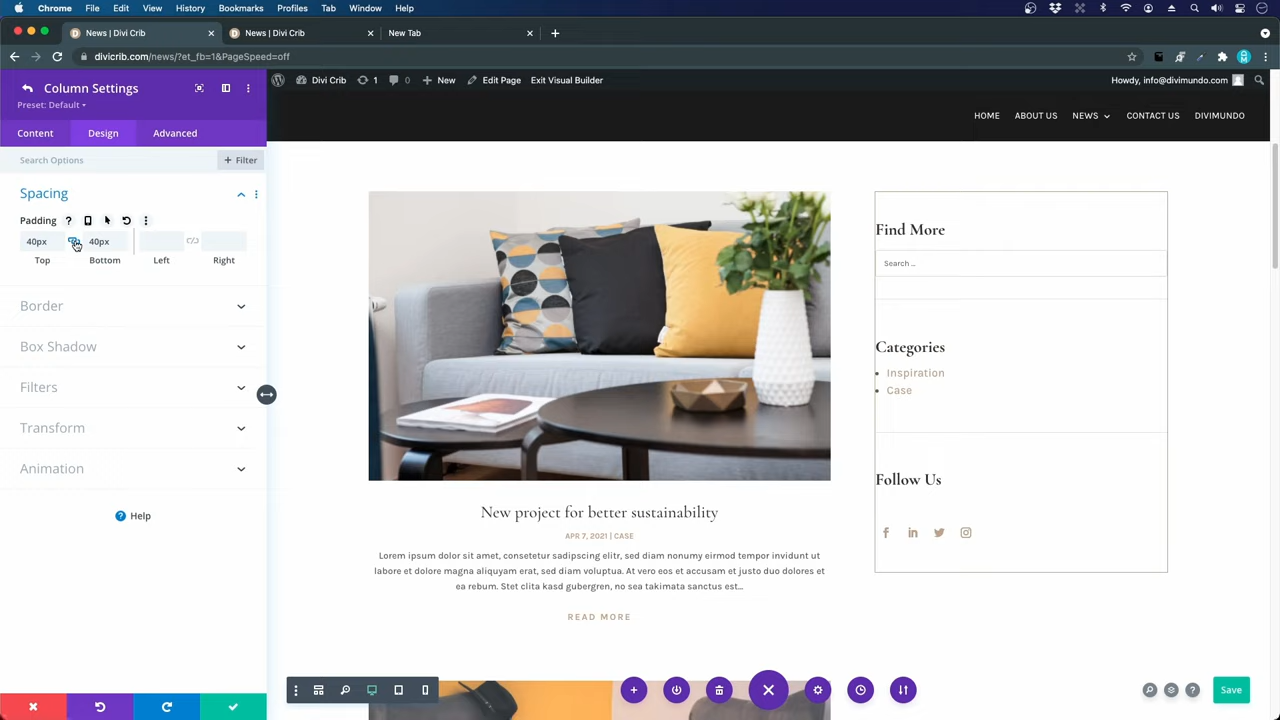 Chrome File Edit View History Bookmarks Profiles Tab Window Help
News | Divi Crib
News | Divi Crib
New Tab
divicrib.com/news/?et_fb=1&PageSpeed=off
Column Settings
Preset: Default
Content Design Advanced
Search Options
+ Filter
Spacing
Padding ?
40px 40px
Top Bottom Left Right
Border
Box Shadow
Filters
Transform
Animation
? Help
Divi Crib 1 0 + New Edit Page Exit Visual Builder
Howdy, info@divimundo.com
HOME ABOUT US NEWS CONTACT US DIVIMUNDO
New project for better sustainability
APR 7, 2021 | CASE
Lorem ipsum dolor sit amet, consetetur sadipscing elitr, sed diam nonumy eirmod tempor invidunt ut
labore et dolore magna aliquyam erat, sed diam voluptua. At vero eos et accusam et justo duo dolores et
ea rebum. Stet clita kasd gubergren, no sea takimata sanctus est...
READ MORE
Find More
Search ...
Categories
Inspiration
Case
Follow Us
Save